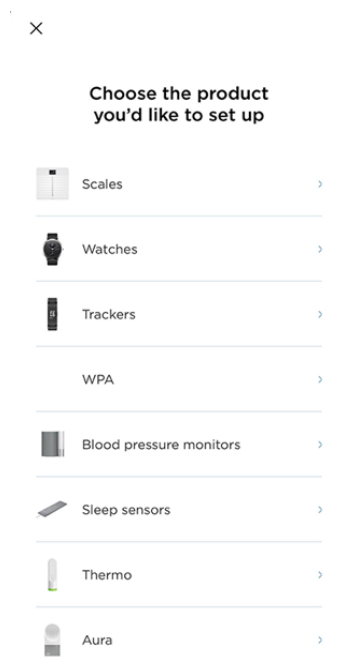 Choose the product
you’d like to set up
Scales
Watches
Trackers
WPA
Blood pressure monitors
Sleep sensors
Thermo
Aura